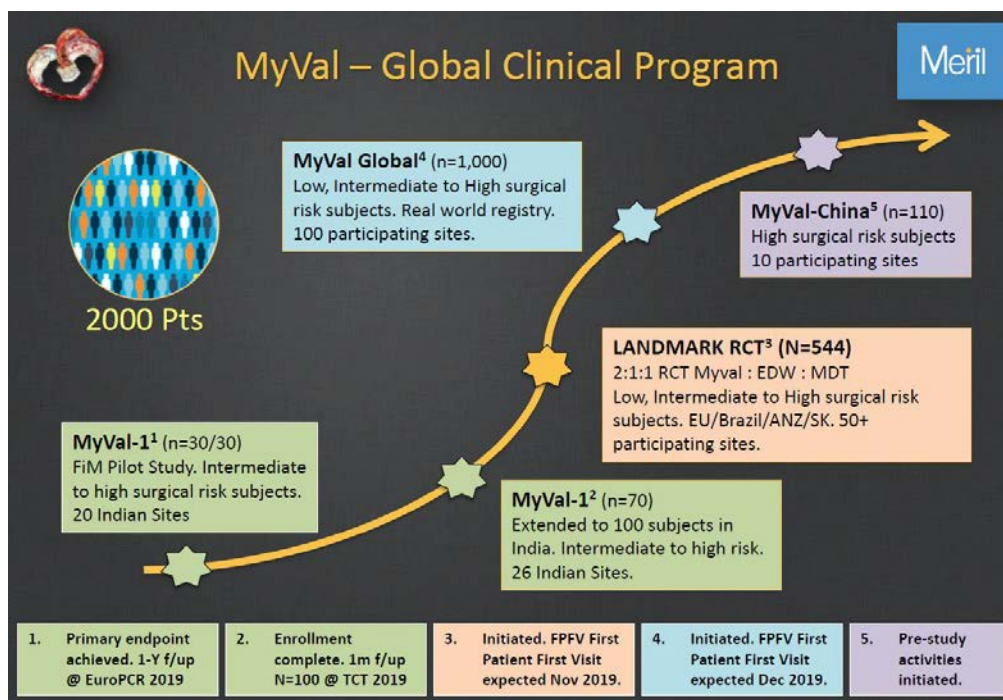 MyVal – Global Clinical Program
Meril
2000 Pts
MyVal Global⁴ (n=1,000)
Low, Intermediate to High surgical
risk subjects. Real world registry.
100 participating sites.
MyVal-China⁵ (n=110)
High surgical risk subjects
10 participating sites
LANDMARK RCT³ (N=544)
2:1:1 RCT Myval : EDW : MDT
Low, Intermediate to High surgical risk
subjects. EU/Brazil/ANZ/SK. 50+
participating sites.
MyVal-1¹ (n=30/30)
FiM Pilot Study. Intermediate
to high surgical risk subjects.
20 Indian Sites
MyVal-1² (n=70)
Extended to 100 subjects in
India. Intermediate to high risk.
26 Indian Sites.
1. Primary endpoint
achieved. 1-Y f/up
@ EuroPCR 2019
2. Enrollment
complete. 1m f/up
N=100 @ TCT 2019
3. Initiated. FPFV First
Patient First Visit
expected Nov 2019.
4. Initiated. FPFV First
Patient First Visit
expected Dec 2019.
5. Pre-study
activities
initiated.